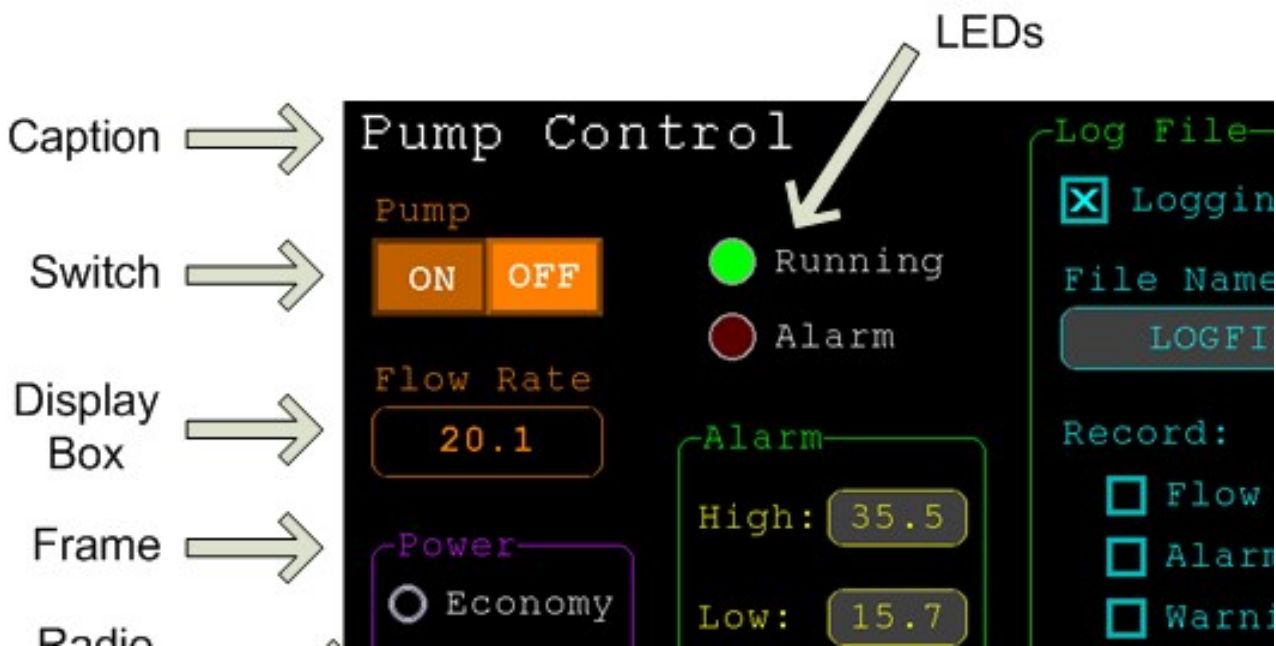 LEDs
Caption
Pump Control
Log File
Pump
Switch
ON OFF
Running
Alarm
File Name
Flow Rate
Display
Box
20.1
Alarm
High: 35.5
Low: 15.7
Record:
Flow
Frame
Power
Economy